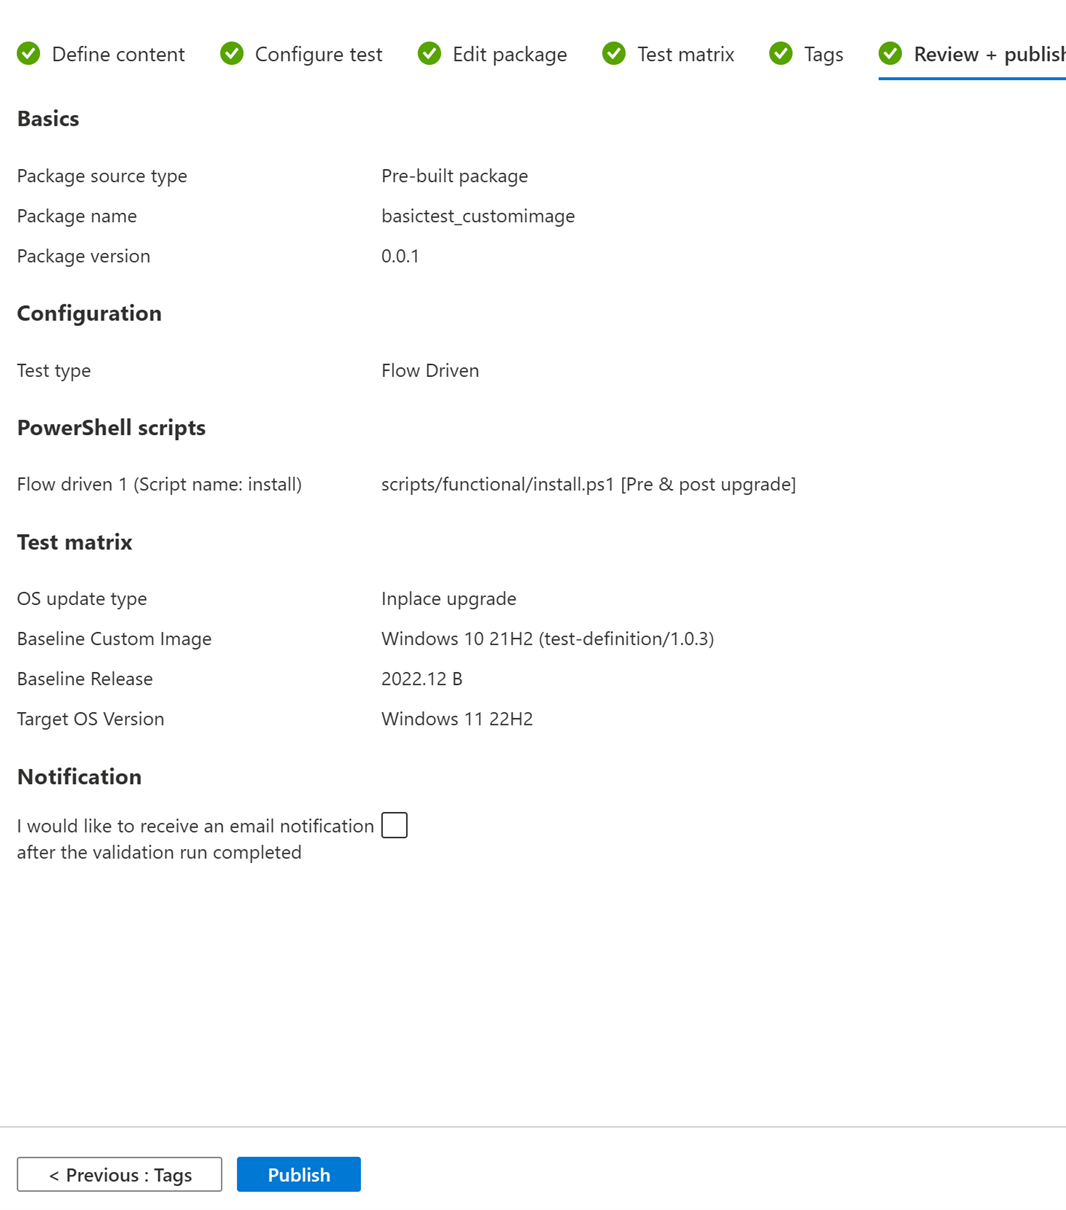 Define content Configure test Edit package Test matrix Tags Review + publish
Basics
Package source type Pre-built package
Package name basictest_customimage
Package version 0.0.1
Configuration
Test type Flow Driven
PowerShell scripts
Flow driven 1 (Script name: install) scripts/functional/install.ps1 [Pre & post upgrade]
Test matrix
OS update type Inplace upgrade
Baseline Custom Image Windows 10 21H2 (test-definition/1.0.3)
Baseline Release 2022.12 B
Target OS Version Windows 11 22H2
Notification
I would like to receive an email notification
after the validation run completed
< Previous : Tags Publish